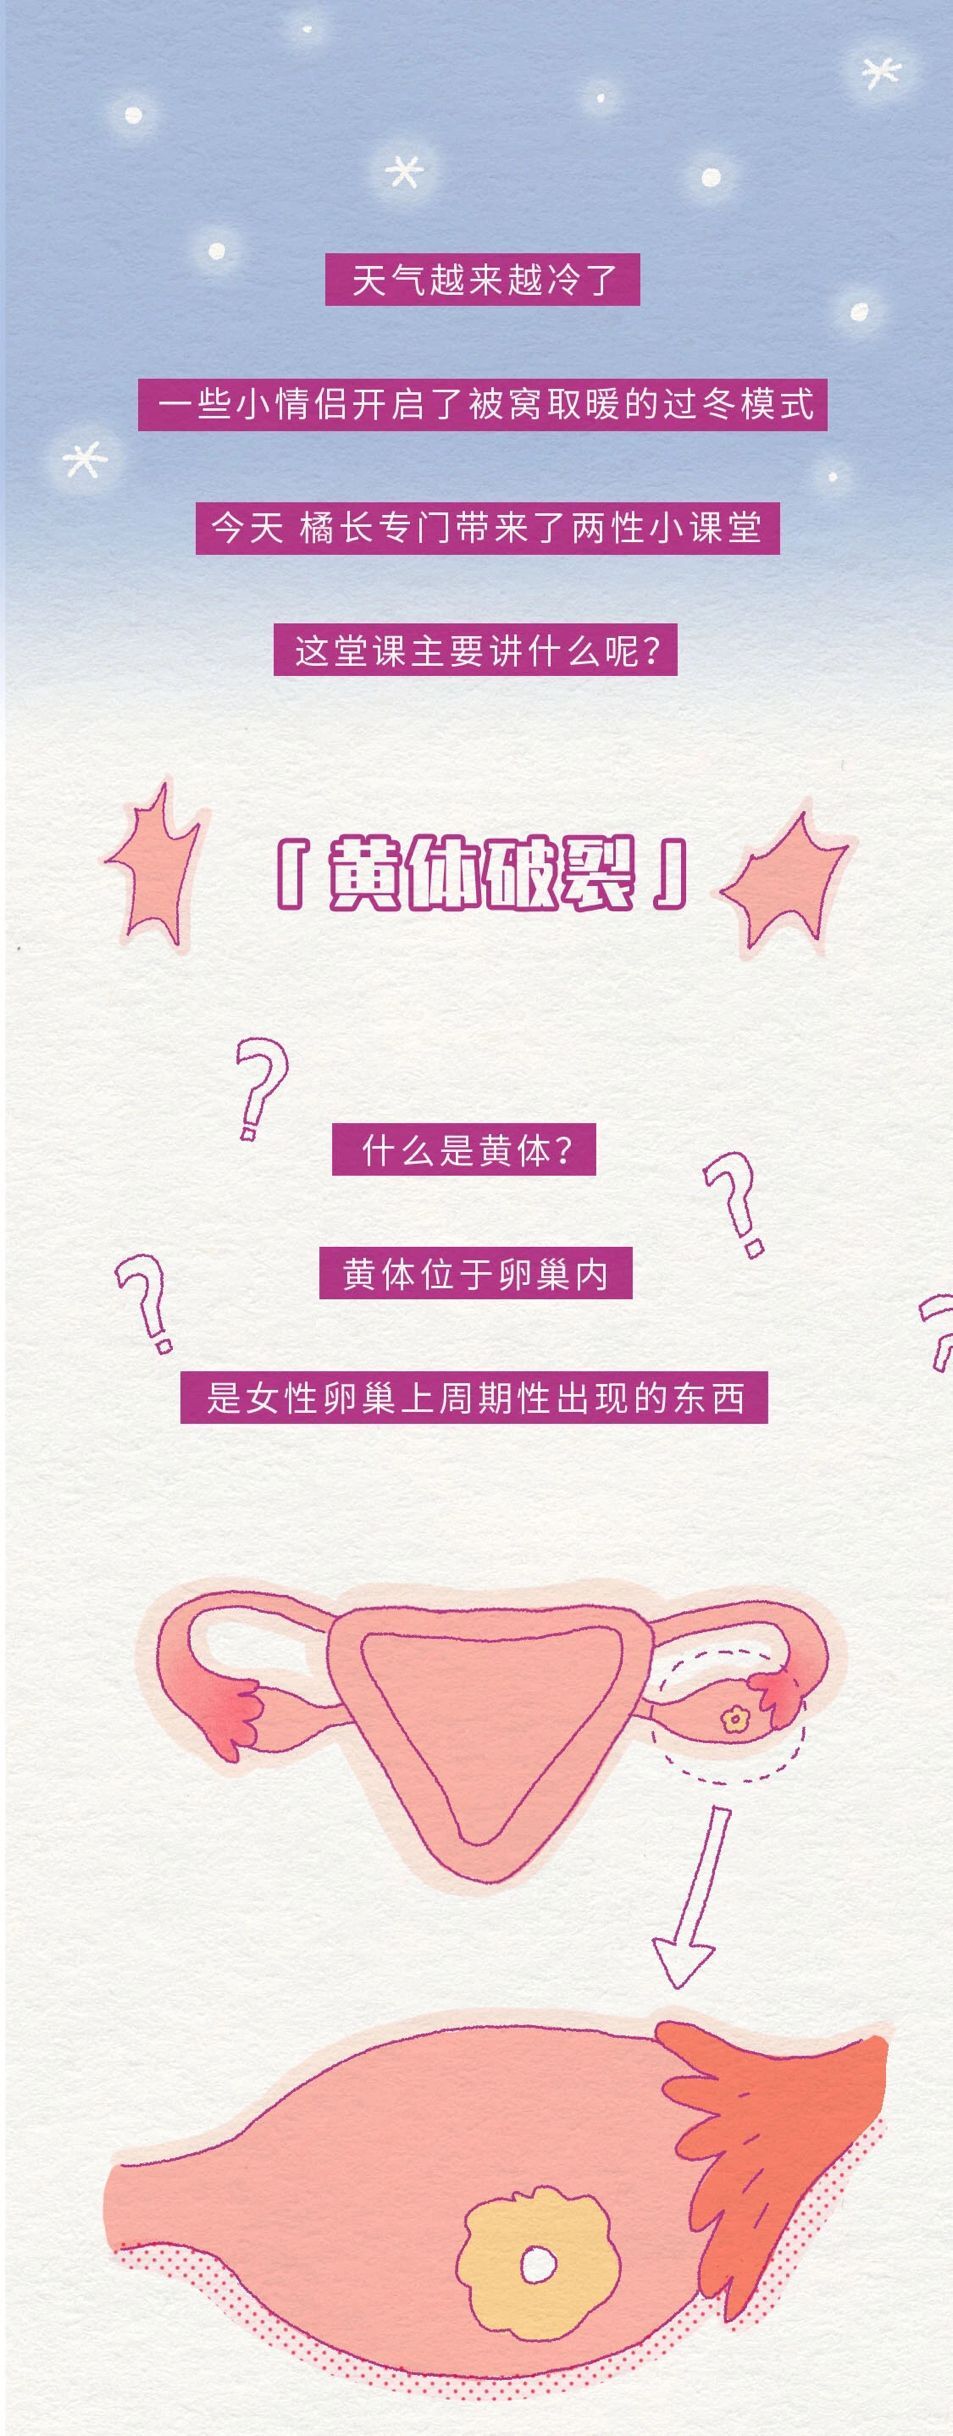 天气越来越冷了
一些小情侣开启了被窝取暖的过冬模式
今天 橘长专门带来了两性小课堂
这堂课主要讲什么呢？
「黄体破裂」
?
什么是黄体？
?
黄体位于卵巢内
?
?
是女性卵巢上周期性出现的东西